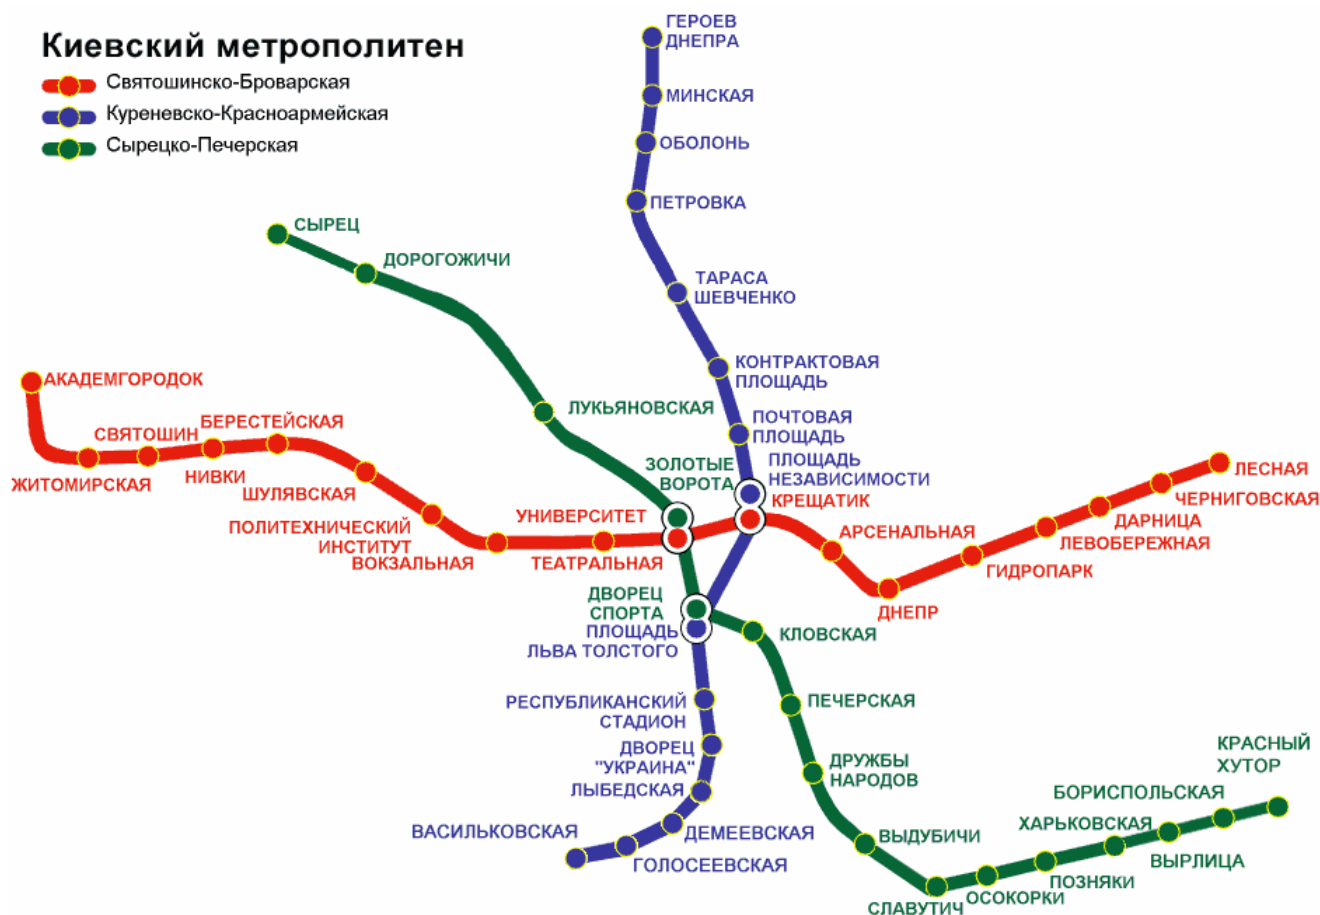 Киевский метрополитен
Святошинско-Броварская
Куреневско-Красноармейская
Сырецко-Печерская
ГЕРОЕВ
ДНЕПРА
МИНСКАЯ
ОБОЛОНЬ
ПЕТРОВКА
ТАРАСА
ШЕВЧЕНКО
КОНТРАКТОВАЯ
ПЛОЩАДЬ
ПОЧТОВАЯ
ПЛОЩАДЬ
ПЛОЩАДЬ
НЕЗАВИСИМОСТИ
КРЕЩАТИК
СЫРЕЦ
ДОРОГОЖИЧИ
ЛУКЬЯНОВСКАЯ
ЗОЛОТЫЕ
ВОРОТА
АКАДЕМГОРОДОК
ЖИТОМИРСКАЯ
СВЯТОШИН
НИВКИ
БЕРЕСТЕЙСКАЯ
ШУЛЯВСКАЯ
ПОЛИТЕХНИЧЕСКИЙ
ИНСТИТУТ
ВОКЗАЛЬНАЯ
УНИВЕРСИТЕТ
ТЕАТРАЛЬНАЯ
АРСЕНАЛЬНАЯ
ДНЕПР
ГИДРОПАРК
ЛЕВОБЕРЕЖНАЯ
ДАРНИЦА
ЧЕРНИГОВСКАЯ
ЛЕСНАЯ
ДВОРЕЦ
СПОРТА
ПЛОЩАДЬ
ЛЬВА ТОЛСТОГО
РЕСПУБЛИКАНСКИЙ
СТАДИОН
ДВОРЕЦ
"УКРАИНА"
ЛЫБЕДСКАЯ
ДЕМЕЕВСКАЯ
ГОЛОСЕЕВСКАЯ
ВАСИЛЬКОВСКАЯ
КЛОВСКАЯ
ПЕЧЕРСКАЯ
ДРУЖБЫ
НАРОДОВ
ВЫДУБИЧИ
СЛАВУТИЧ
ОСОКОРКИ
ПОЗНЯКИ
ХАРЬКОВСКАЯ
ВЫРЛИЦА
БОРИСПОЛЬСКАЯ
КРАСНЫЙ
ХУТОР